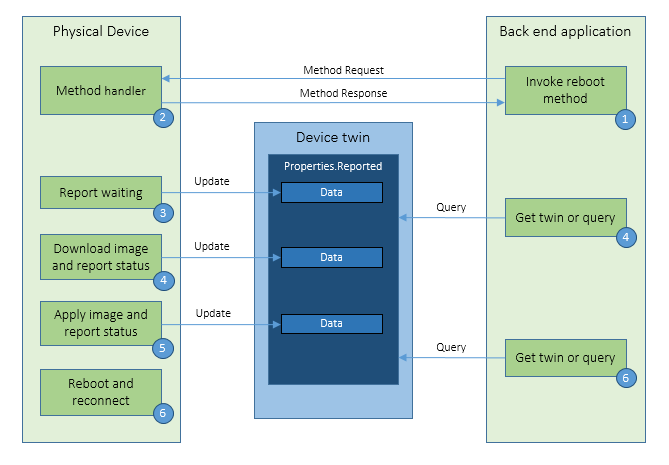 Physical Device
Back end application
Method handler
2
Method Request
Method Response
Invoke reboot
method
1
Device twin
Properties.Reported
Report waiting
3
Update
Data
Query
Get twin or query
4
Download image
and report status
4
Update
Data
Apply image and
report status
5
Update
Data
Query
Get twin or query
6
Reboot and
reconnect
6